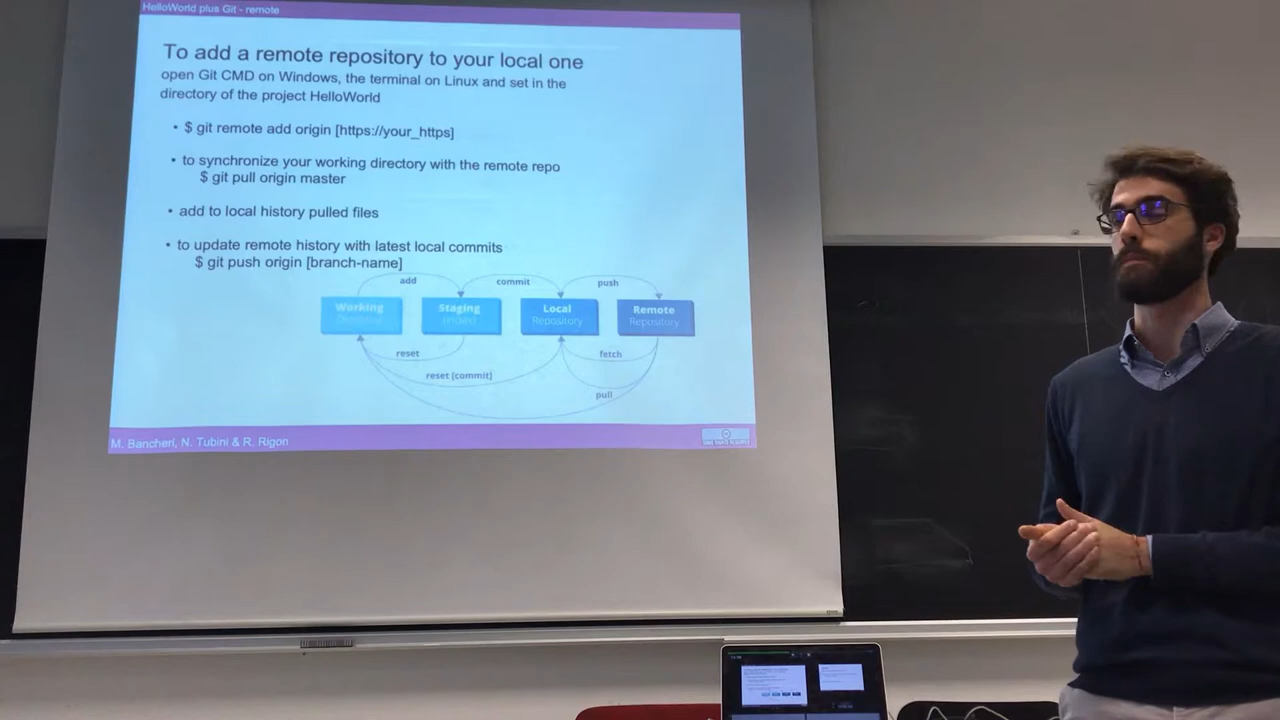 HelloWorld plus Git - remote
To add a remote repository to your local one
open Git CMD on Windows, the terminal on Linux and set in the
directory of the project HelloWorld
• $ git remote add origin [https://your_https]
• to synchronize your working directory with the remote repo
$ git pull origin master
• add to local history pulled files
• to update remote history with latest local commits
$ git push origin [branch-name]
add commit push
Working Staging Local Remote
Repository Repository
reset fetch
reset [commit]
pull
M. Bancheri, N. Tubini & R. Rigon
SOME RIGHTS RESERVED